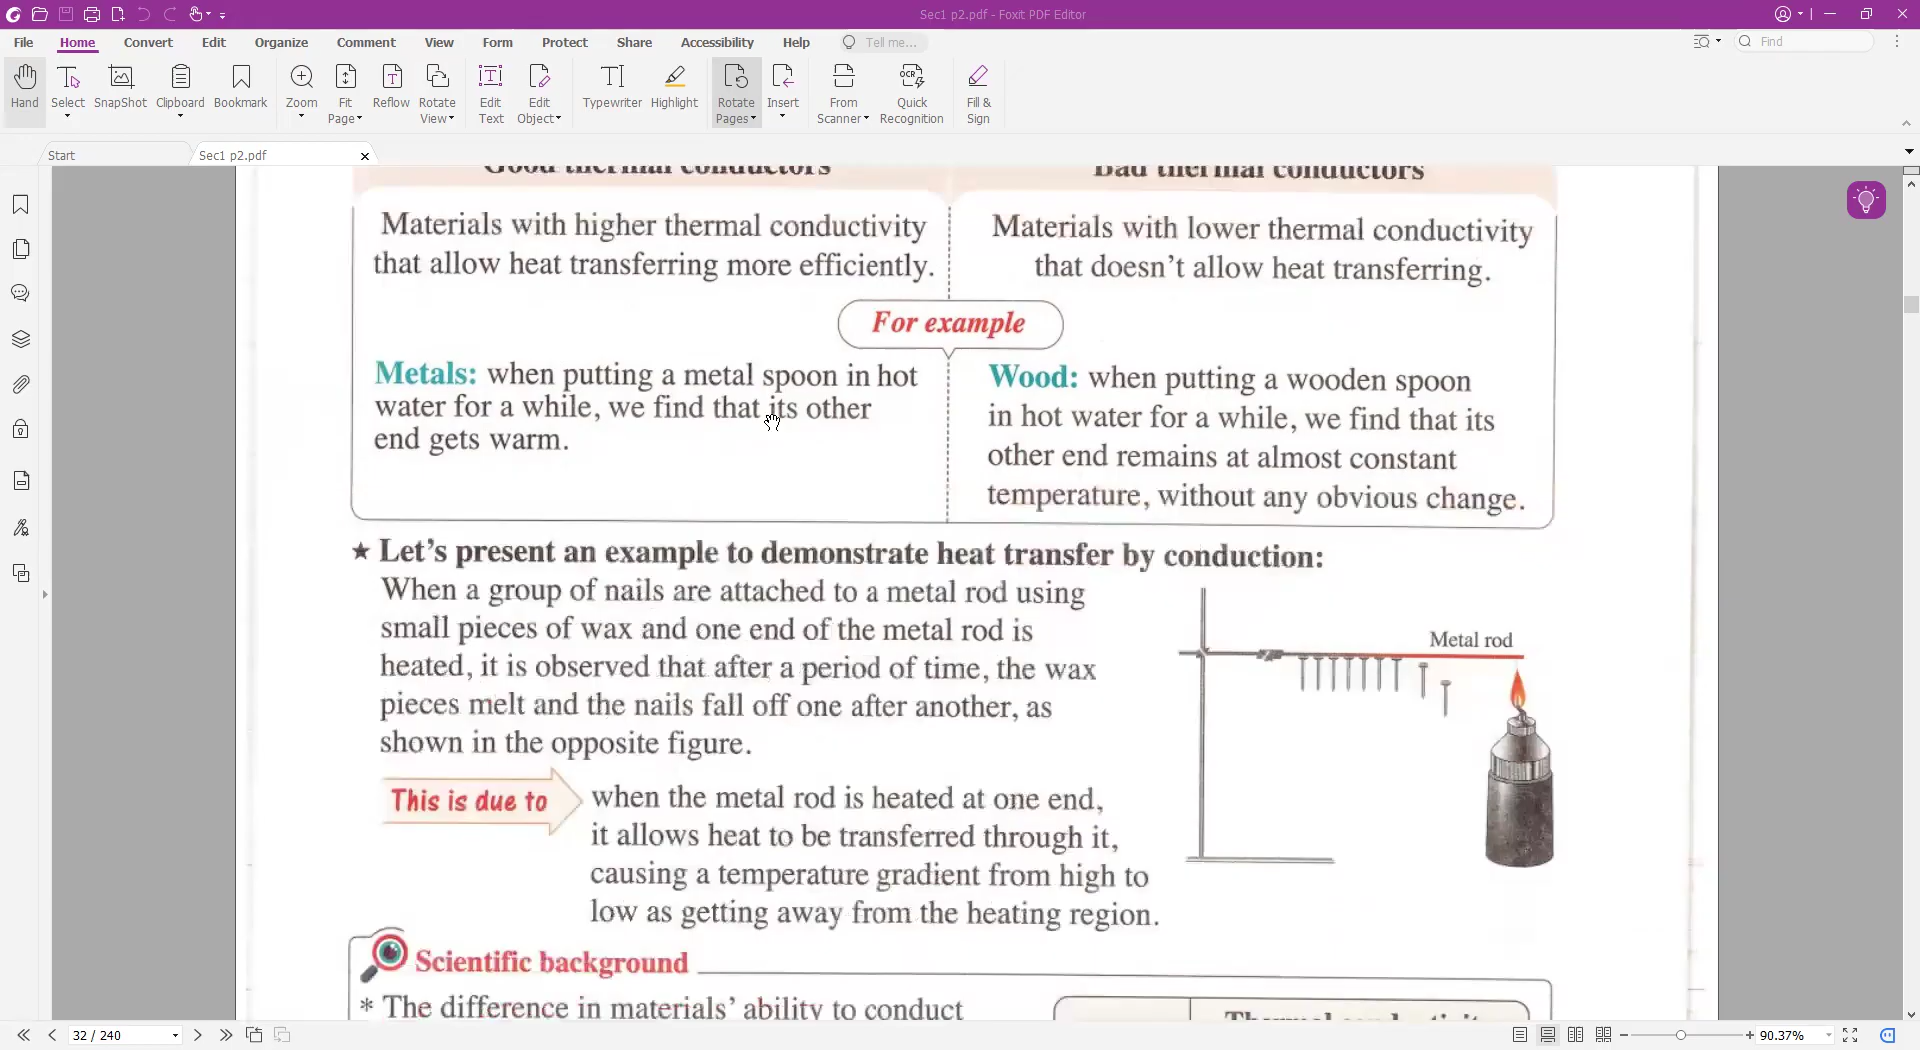 Sec1 p2.pdf - Foxit PDF Editor
File Home Convert Edit Organize Comment View Form Protect Share Accessibility Help Tell me... Find
Hand Select SnapShot Clipboard Bookmark Zoom Fit Page Reflow Rotate View Edit Text Edit Object Typewriter Highlight Rotate Pages Insert From Scanner OCR Quick Recognition Fill & Sign
Start Sec1 p2.pdf
Good thermal conductors Bad thermal conductors
Materials with higher thermal conductivity
that allow heat transferring more efficiently.
Materials with lower thermal conductivity
that doesn't allow heat transferring.
For example
Metals: when putting a metal spoon in hot
water for a while, we find that its other
end gets warm.
Wood: when putting a wooden spoon
in hot water for a while, we find that its
other end remains at almost constant
temperature, without any obvious change.
★ Let's present an example to demonstrate heat transfer by conduction:
When a group of nails are attached to a metal rod using
small pieces of wax and one end of the metal rod is
heated, it is observed that after a period of time, the wax
pieces melt and the nails fall off one after another, as
shown in the opposite figure.
Metal rod
This is due to
when the metal rod is heated at one end,
it allows heat to be transferred through it,
causing a temperature gradient from high to
low as getting away from the heating region.
Scientific background
* The difference in materials' ability to conduct
Thermal conductivity
32 / 240
90.37%